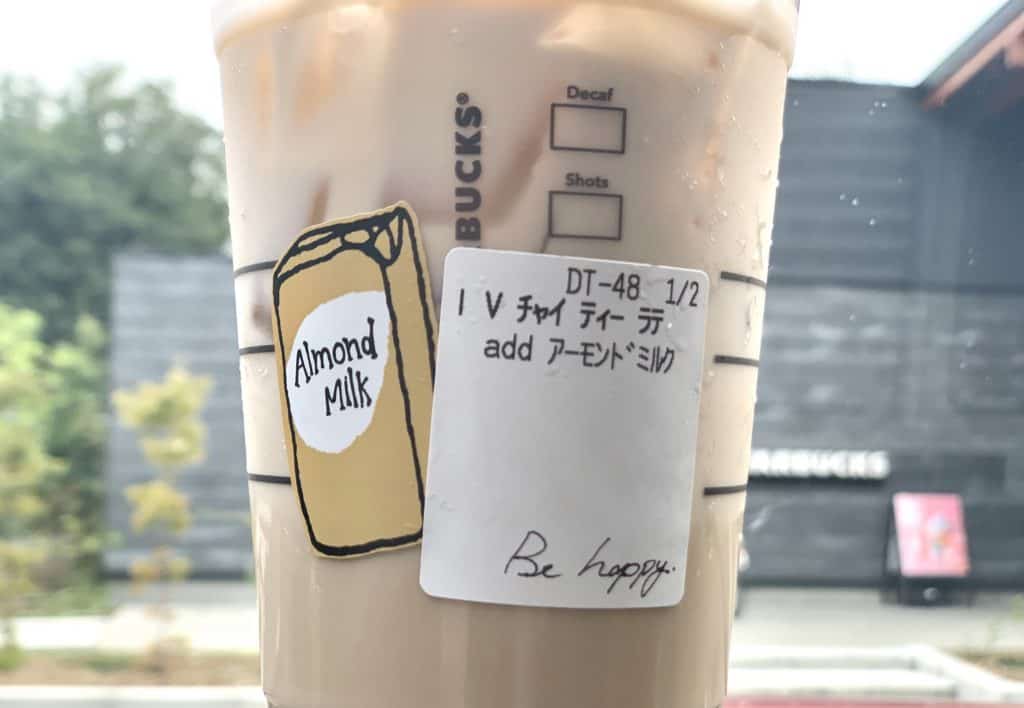 Decaf
Shots
BUCKS®
Almond
Milk
DT-48 1/2
I V チャイ ティー ラテ
add アーモンドミルク
Be happy.
ARBUCKS